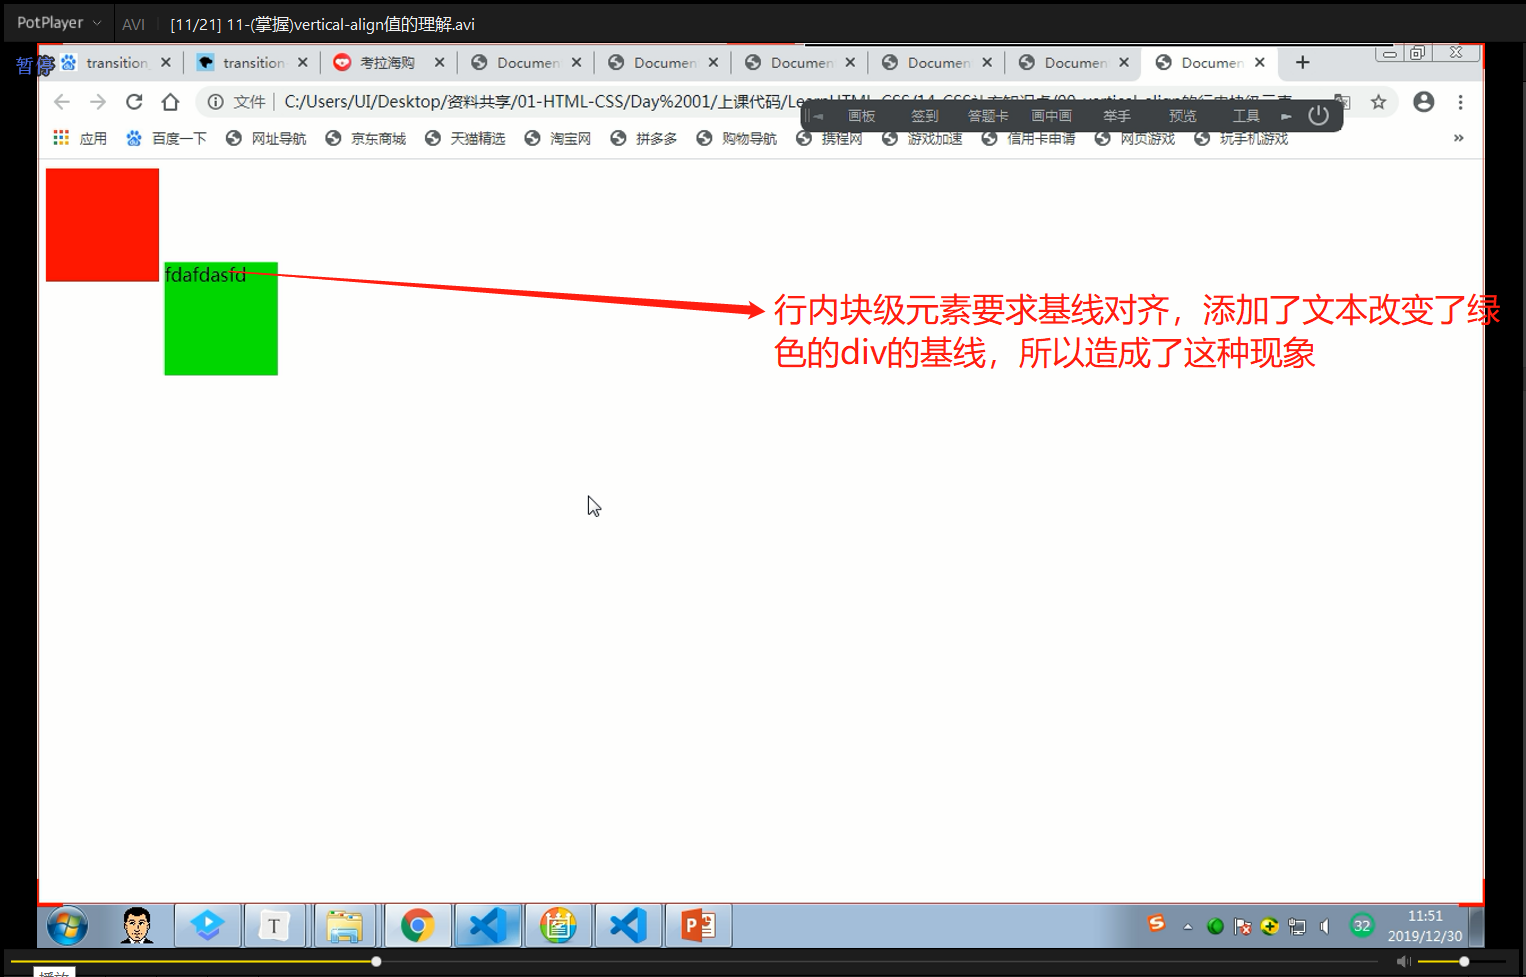 PotPlayer AVI [11/21] 11-(掌握)vertical-align值的理解.avi
暂停
transition transition 考拉海购 Documen Documen Documen Documen Documen Documen
文件 C:/Users/UI/Desktop/资料共享/01-HTML-CSS/Day%2001/上课代码/LearnHTML-CSS/14-CSS
画板 签到 答题卡 画中画 举手 预览 工具
应用 百度一下 网址导航 京东商城 天猫精选 淘宝网 拼多多 购物导航 携程网 游戏加速 信用卡申请 网页游戏 玩手机游戏 »
fdafdasfd
行内块级元素要求基线对齐，添加了文本改变了绿
色的div的基线，所以造成了这种现象
T
32
11:51
2019/12/30
播放